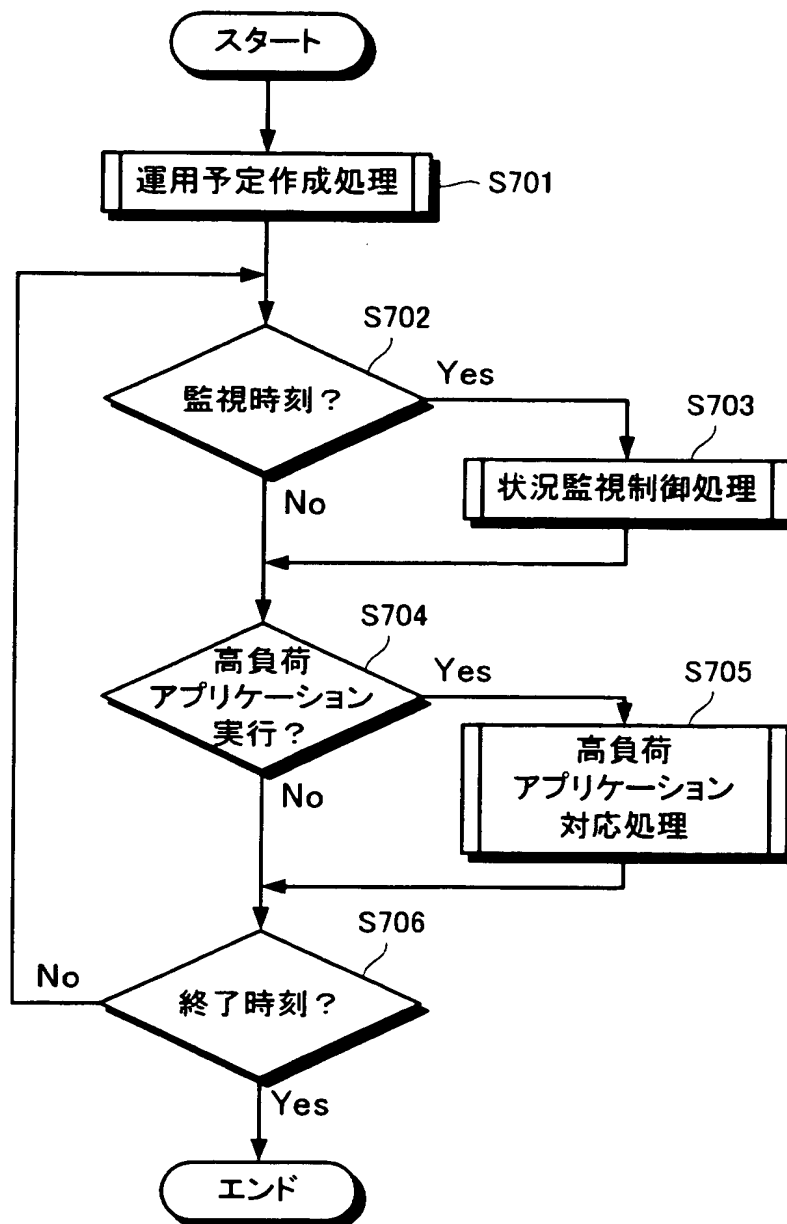 スタート
運用予定作成処理
S701
S702
監視時刻？
Yes
No
S703
状況監視制御処理
S704
高負荷
アプリケーション
実行？
Yes
No
S705
高負荷
アプリケーション
対応処理
S706
終了時刻？
No
Yes
エンド